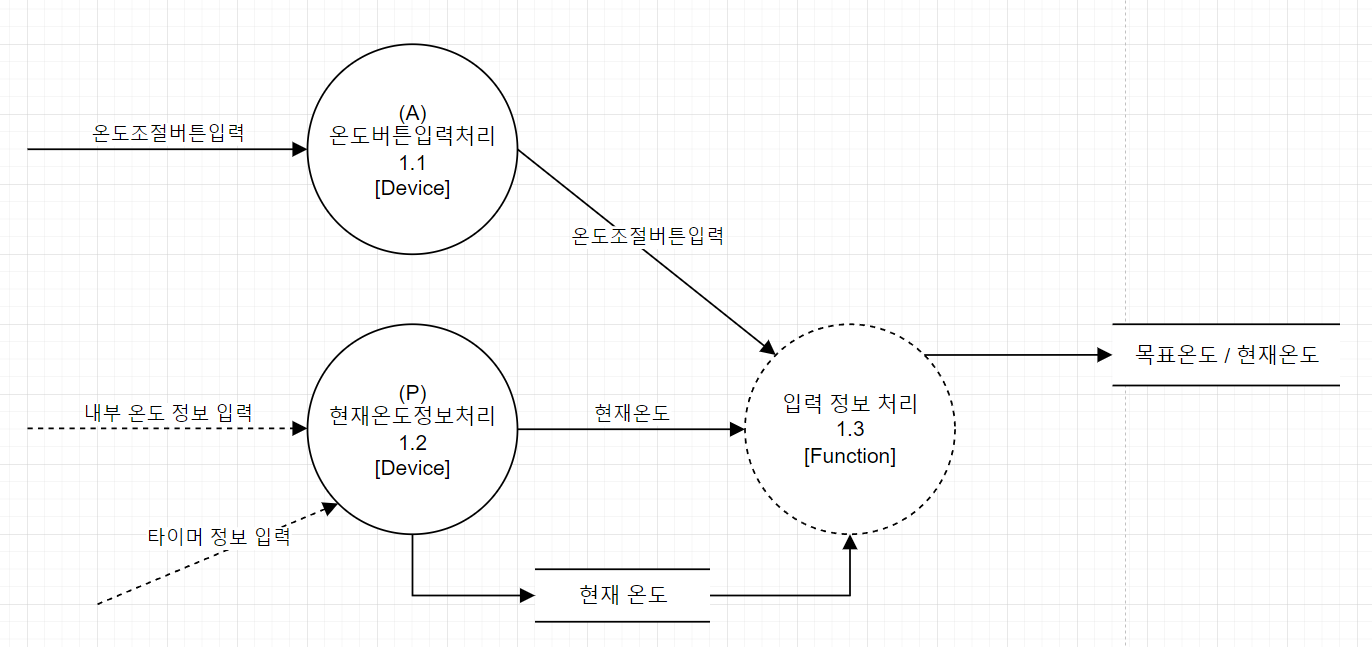 (A)
온도조절버튼입력
온도버튼입력처리
1.1
[Device]
온도조절버튼입력
목표온도 / 현재온도
(P)
내부 온도 정보 입력
현재온도정보처리
1.2
[Device]
현재온도
입력 정보 처리
1.3
[Function]
타이머 정보 입력
현재 온도